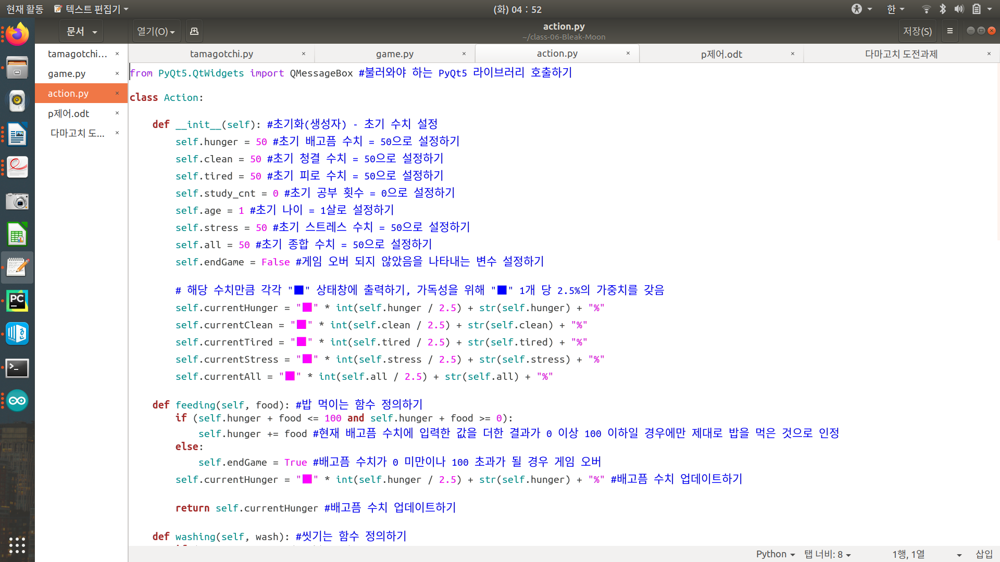 현재 활동 텍스트 편집기 (화) 04 : 52 한
문서 열기(O) action.py ~/class-06-Bleak-Moon 저장(S)
tamagotchi... tamagotchi.py game.py action.py p제어.odt 다마고치 도전과제
game.py
action.py
p제어.odt
다마고치 도...
from PyQt5.QtWidgets import QMessageBox #불러와야 하는 PyQt5 라이브러리 호출하기
class Action:
def __init__(self): #초기화(생성자) - 초기 수치 설정
self.hunger = 50 #초기 배고픔 수치 = 50으로 설정하기
self.clean = 50 #초기 청결 수치 = 50으로 설정하기
self.tired = 50 #초기 피로 수치 = 50으로 설정하기
self.study_cnt = 0 #초기 공부 횟수 = 0으로 설정하기
self.age = 1 #초기 나이 = 1살로 설정하기
self.stress = 50 #초기 스트레스 수치 = 50으로 설정하기
self.all = 50 #초기 종합 수치 = 50으로 설정하기
self.endGame = False #게임 오버 되지 않았음을 나타내는 변수 설정하기
# 해당 수치만큼 각각 "■" 상태창에 출력하기, 가독성을 위해 "■" 1개 당 2.5%의 가중치를 갖음
self.currentHunger = "■" * int(self.hunger / 2.5) + str(self.hunger) + "%"
self.currentClean = "■" * int(self.clean / 2.5) + str(self.clean) + "%"
self.currentTired = "■" * int(self.tired / 2.5) + str(self.tired) + "%"
self.currentStress = "■" * int(self.stress / 2.5) + str(self.stress) + "%"
self.currentAll = "■" * int(self.all / 2.5) + str(self.all) + "%"
def feeding(self, food): #밥 먹이는 함수 정의하기
if (self.hunger + food <= 100 and self.hunger + food >= 0):
self.hunger += food #현재 배고픔 수치에 입력한 값을 더한 결과가 0 이상 100 이하일 경우에만 제대로 밥을 먹은 것으로 인정
else:
self.endGame = True #배고픔 수치가 0 미만이나 100 초과가 될 경우 게임 오버
self.currentHunger = "■" * int(self.hunger / 2.5) + str(self.hunger) + "%" #배고픔 수치 업데이트하기
return self.currentHunger #배고픔 수치 업데이트하기
def washing(self, wash): #씻기는 함수 정의하기
Python 탭 너비: 8 1행, 1열 삽입